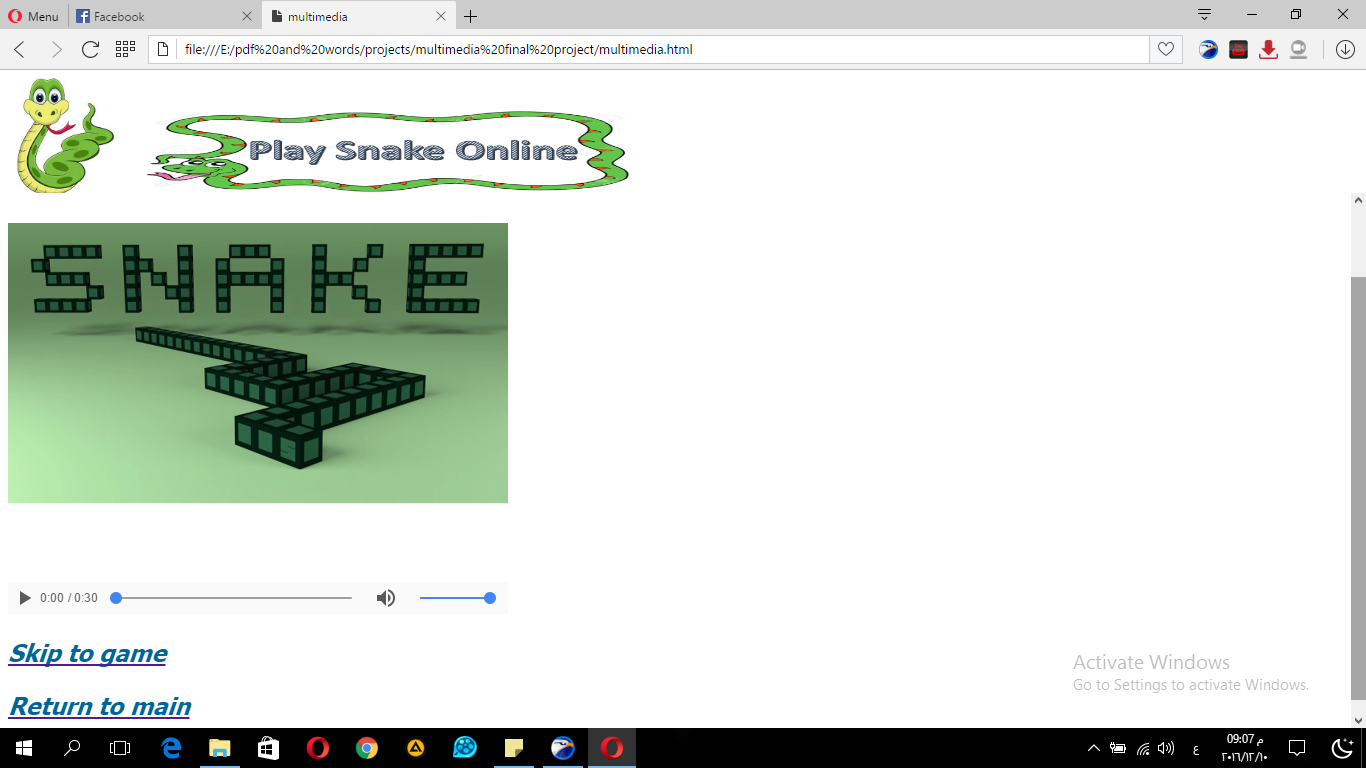 Menu
Facebook
multimedia
file:///E:/pdf%20and%20words/projects/multimedia%20final%20project/multimedia.html
Play Snake Online
SNAKE
0:00 / 0:30
Skip to game
Return to main
Activate Windows
Go to Settings to activate Windows.
ع
09:07 م
٢٠١٦/١٢/١٠